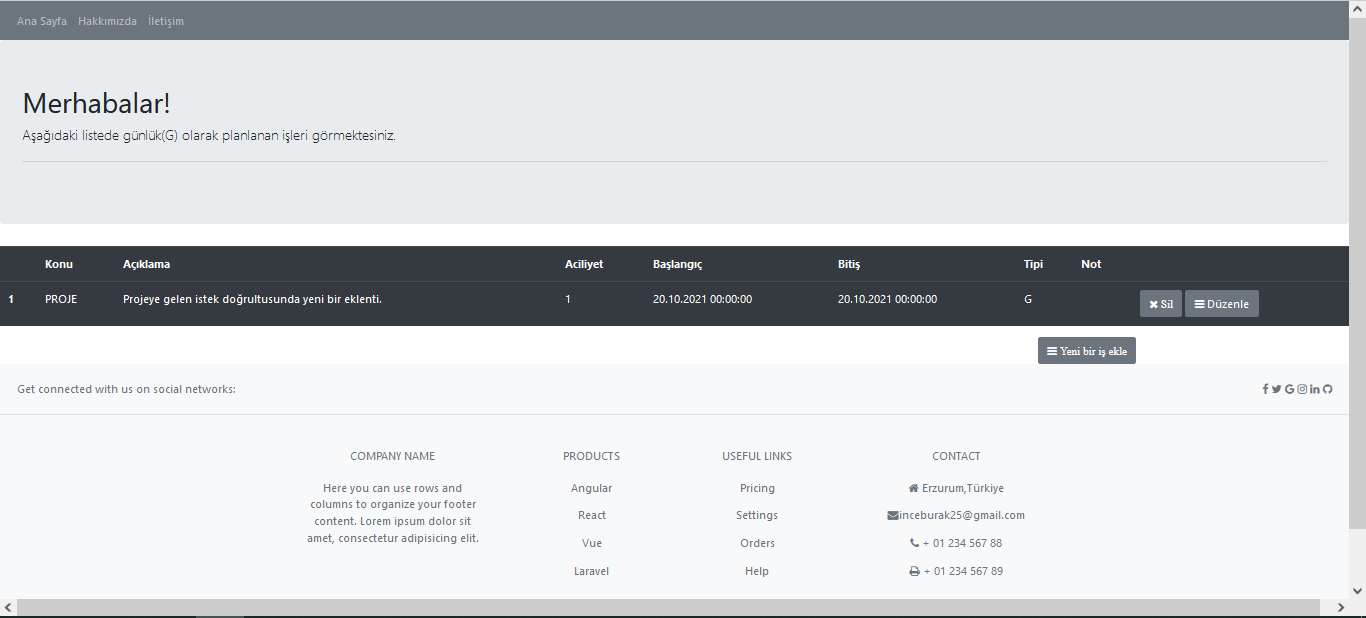 Ana Sayfa Hakkımızda İletişim
Merhabalar!
Aşağıdaki listede günlük(G) olarak planlanan işleri görmektesiniz.
Konu Açıklama Aciliyet Başlangıç Bitiş Tipi Not
1 PROJE Projeye gelen istek doğrultusunda yeni bir eklenti. 1 20.10.2021 00:00:00 20.10.2021 00:00:00 G Sil Düzenle
Yeni bir iş ekle
Get connected with us on social networks:
COMPANY NAME PRODUCTS USEFUL LINKS CONTACT
Here you can use rows and
columns to organize your footer
content. Lorem ipsum dolor sit
amet, consectetur adipisicing elit.
Angular
React
Vue
Laravel
Pricing
Settings
Orders
Help
Erzurum,Türkiye
inceburak25@gmail.com
+ 01 234 567 88
+ 01 234 567 89